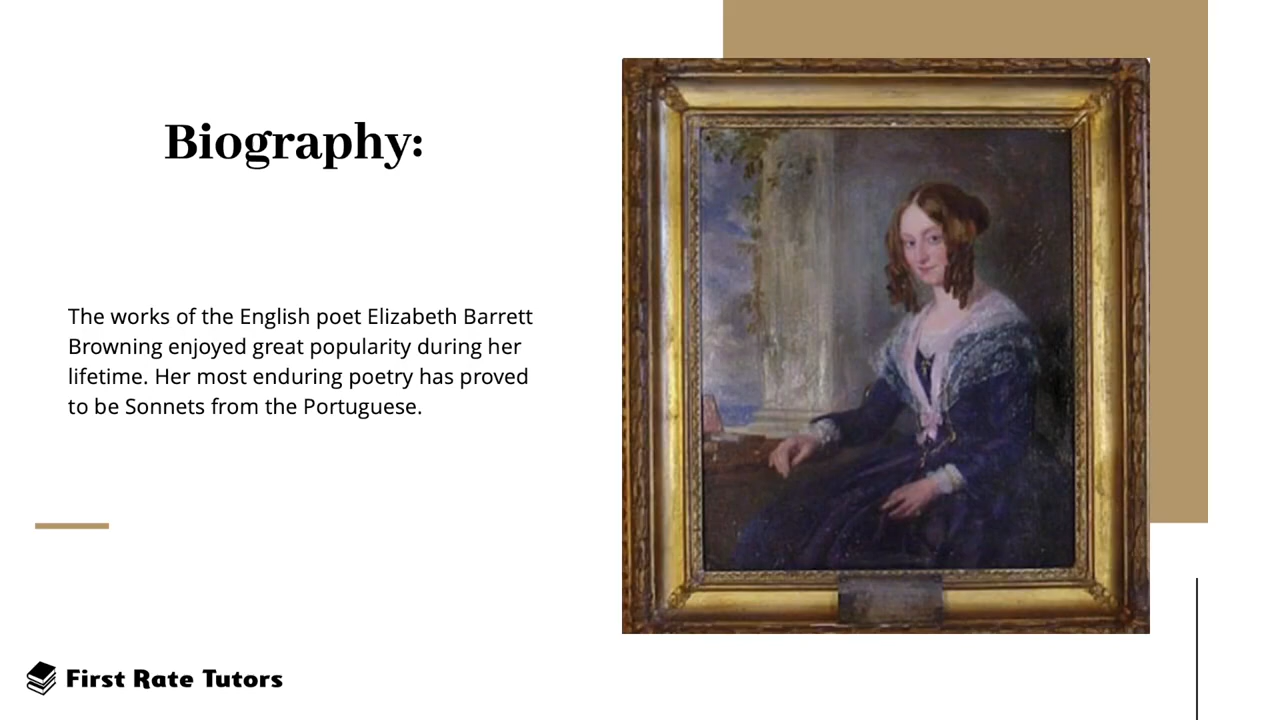 Biography:
The works of the English poet Elizabeth Barrett
Browning enjoyed great popularity during her
lifetime. Her most enduring poetry has proved
to be Sonnets from the Portuguese.
First Rate Tutors